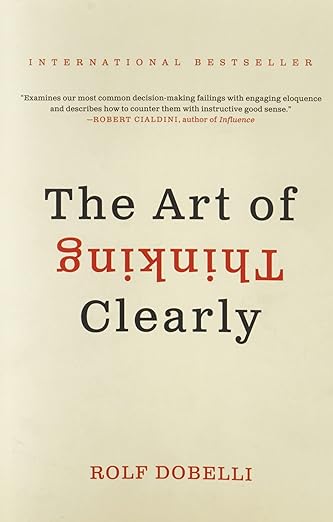 INTERNATIONAL BESTSELLER
"Examines our most common decision-making failings with engaging eloquence
and describes how to counter them with instructive good sense."
—ROBERT CIALDINI, author of Influence
The Art of
Thinking
Clearly
ROLF DOBELLI